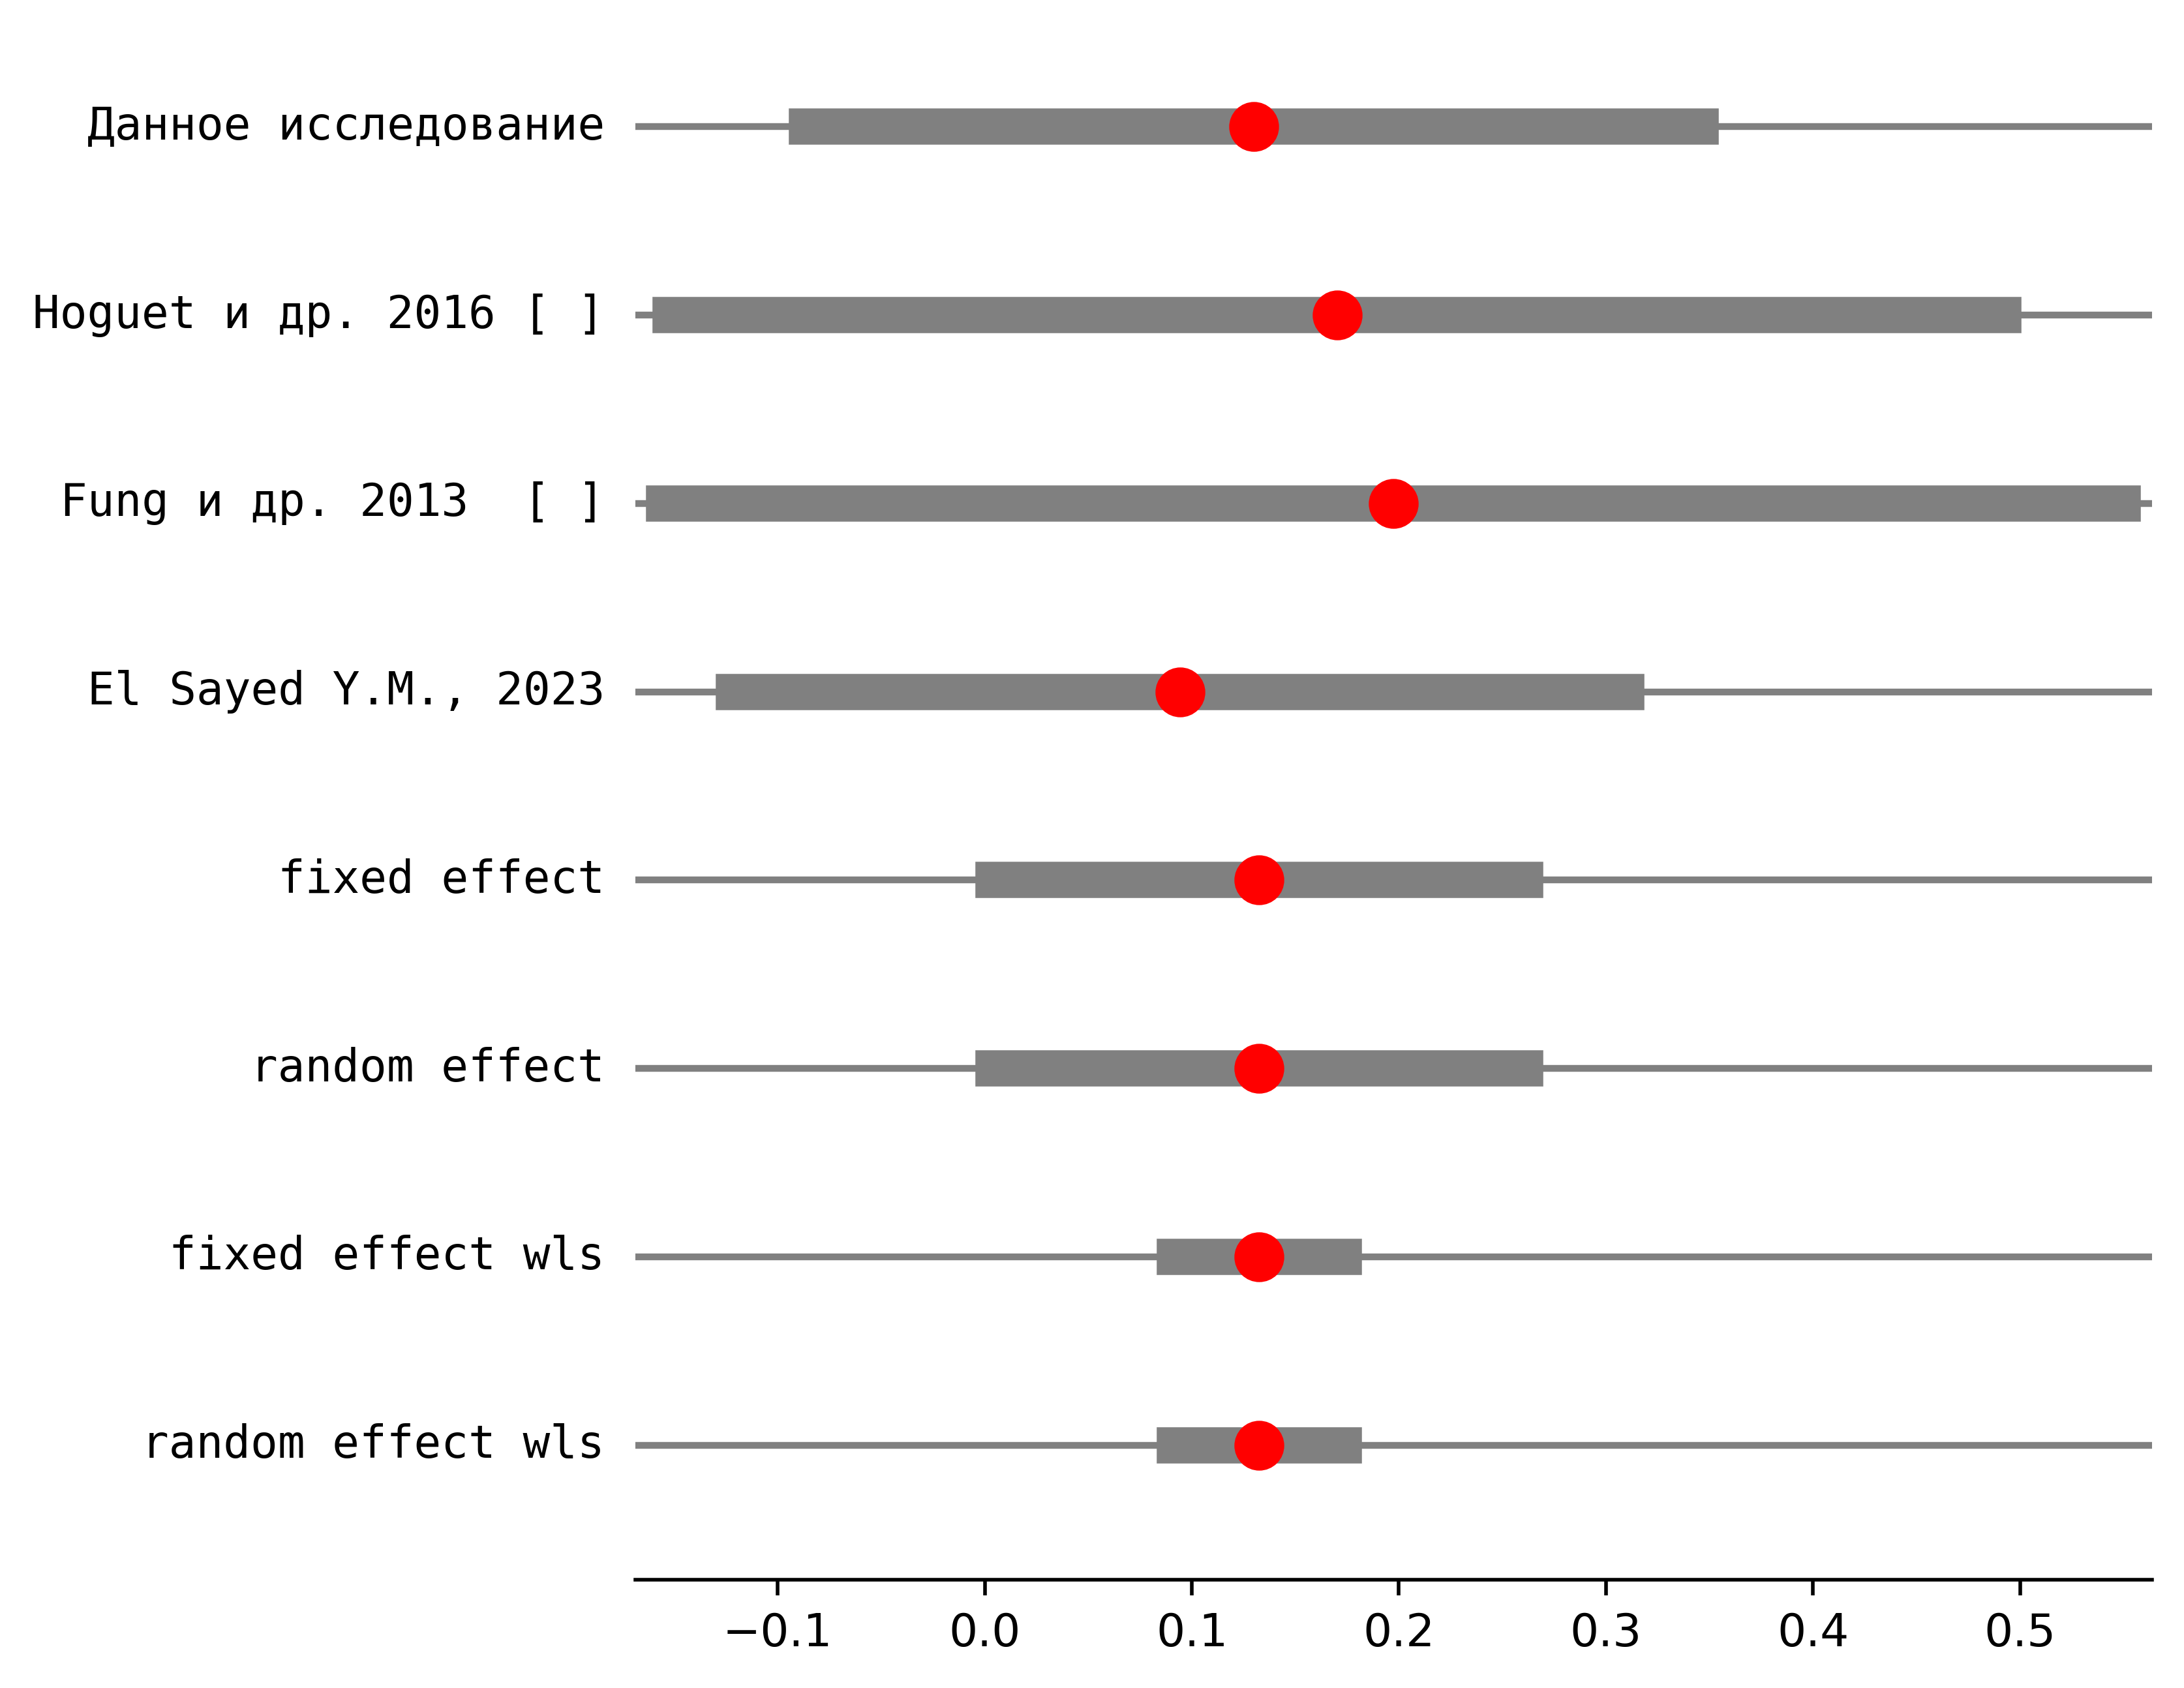 Данное исследование
Hoguet и др. 2016 [ ]
Fung и др. 2013  [ ]
El Sayed Y.M., 2023
fixed effect
random effect
fixed effect wls
random effect wls
−0.1 0.0 0.1 0.2 0.3 0.4 0.5